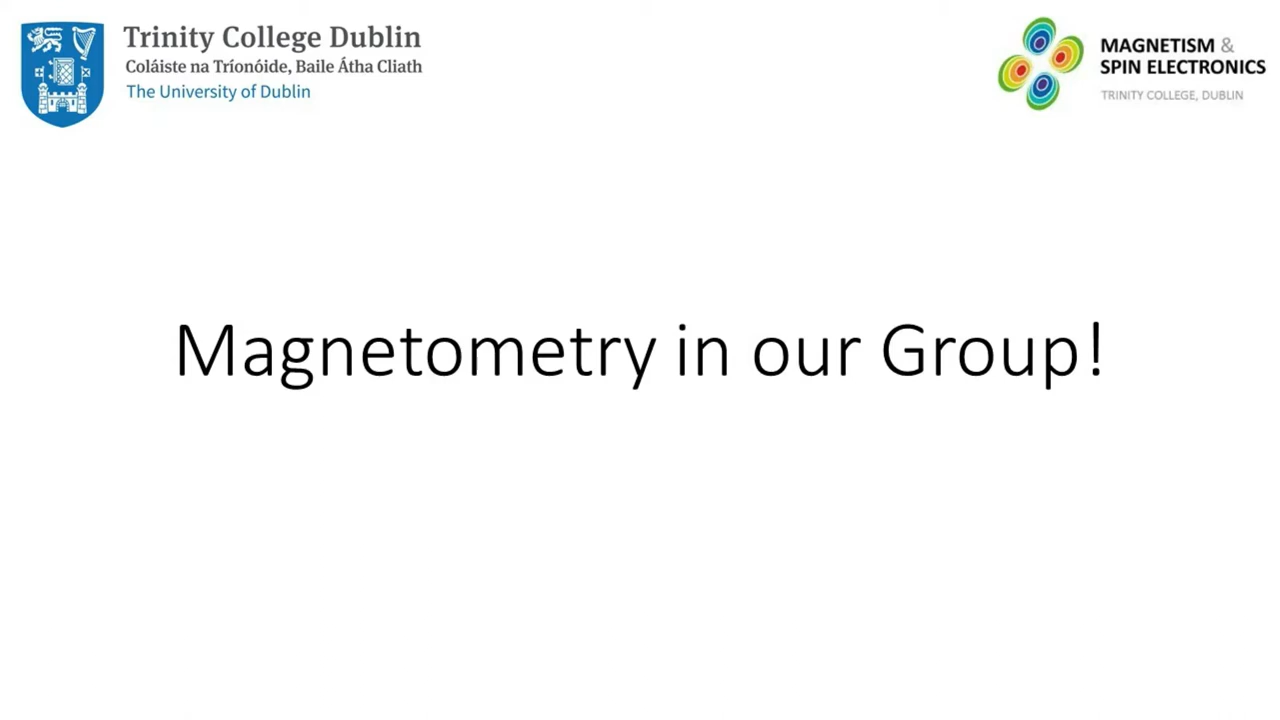 Trinity College Dublin
Coláiste na Tríonóide, Baile Átha Cliath
The University of Dublin
MAGNETISM &
SPIN ELECTRONICS
TRINITY COLLEGE, DUBLIN
Magnetometry in our Group!